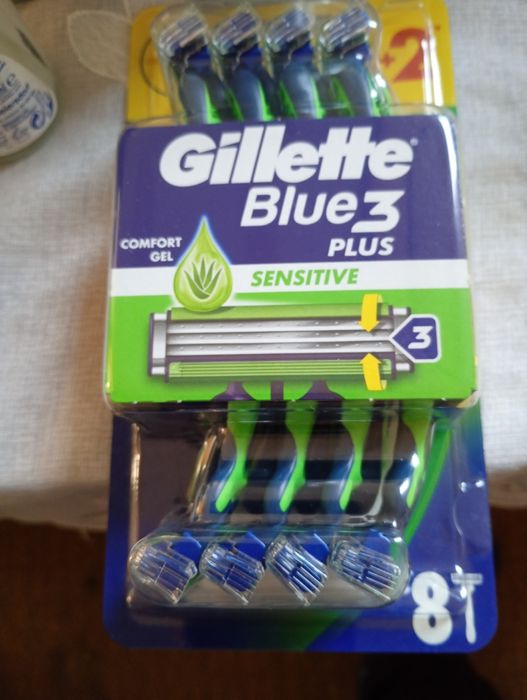 +2
Gillette®
Blue3
PLUS
COMFORT
GEL
SENSITIVE
3
8